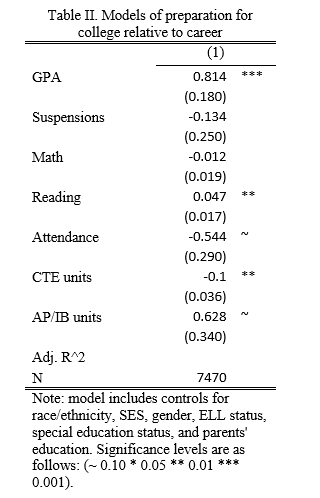 Table II. Models of preparation for
college relative to career
(1)
GPA 0.814 ***
(0.180)
Suspensions -0.134
(0.250)
Math -0.012
(0.019)
Reading 0.047 **
(0.017)
Attendance -0.544 ~
(0.290)
CTE units -0.1 **
(0.036)
AP/IB units 0.628 ~
(0.340)
Adj. R^2
N 7470
Note: model includes controls for
race/ethnicity, SES, gender, ELL status,
special education status, and parents'
education. Significance levels are as
follows: (~ 0.10 * 0.05 ** 0.01 ***
0.001).